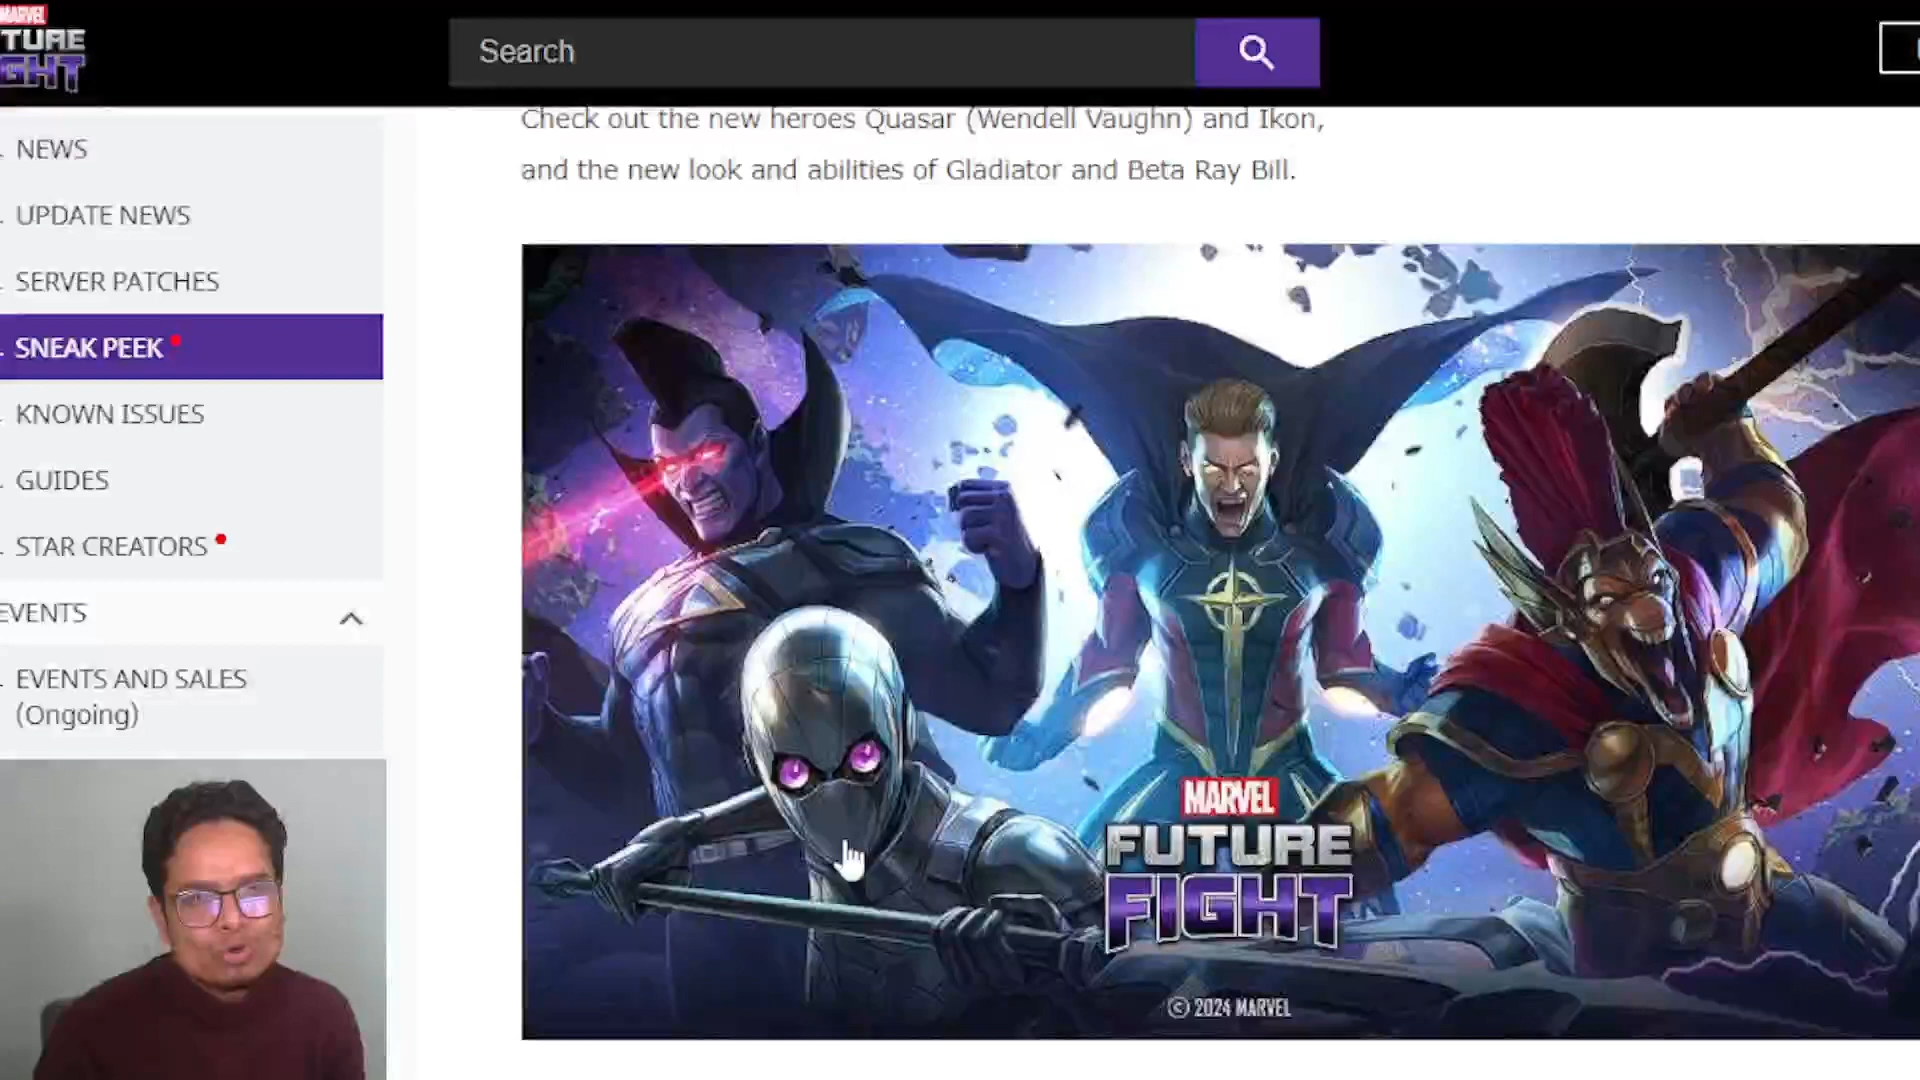 MARVEL
TURE
GHT
Search
Check out the new heroes Quasar (Wendell Vaughn) and Ikon,
and the new look and abilities of Gladiator and Beta Ray Bill.
NEWS
UPDATE NEWS
SERVER PATCHES
SNEAK PEEK
KNOWN ISSUES
GUIDES
STAR CREATORS
EVENTS
EVENTS AND SALES
(Ongoing)
MARVEL
FUTURE
FIGHT
© 2024 MARVEL